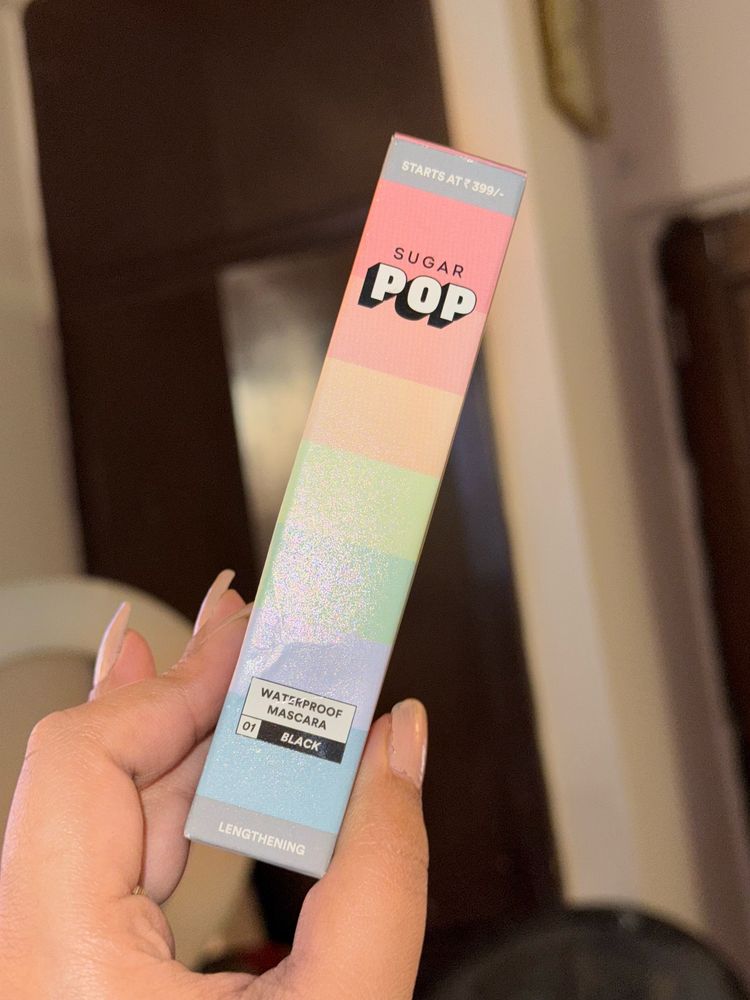 STARTS AT ₹ 399/-
SUGAR
POP
WATERPROOF
MASCARA
01 BLACK
LENGTHENING